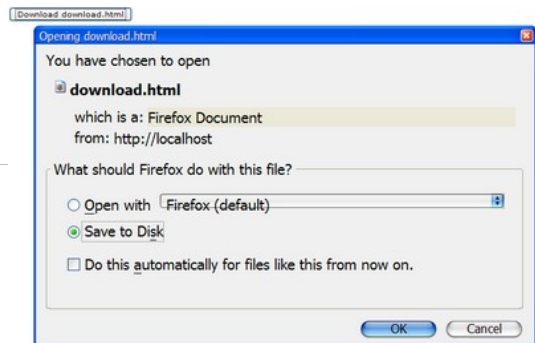 Download download.html
Opening download.html
You have chosen to open
download.html
which is a: Firefox Document
from: http://localhost
What should Firefox do with this file?
Open with Firefox (default)
Save to Disk
Do this automatically for files like this from now on.
OK Cancel